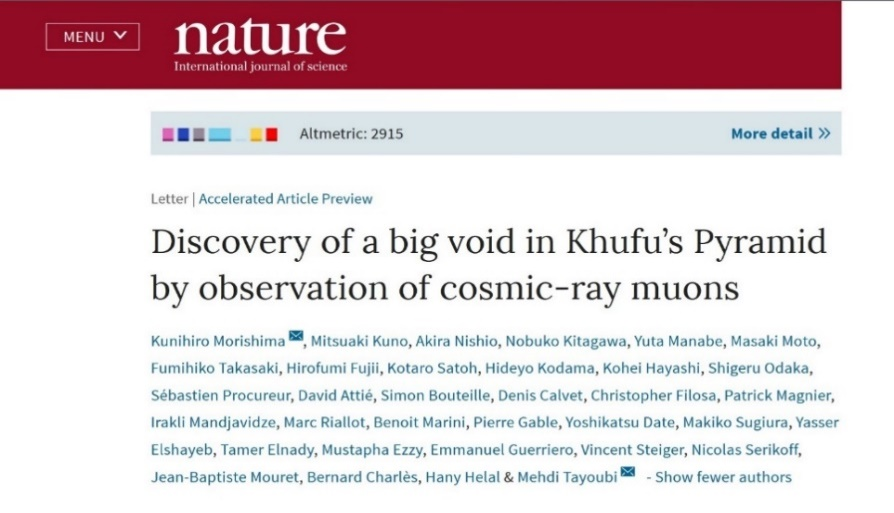 MENU
nature
International journal of science
Altmetric: 2915
More detail »
Letter | Accelerated Article Preview
Discovery of a big void in Khufu’s Pyramid
by observation of cosmic-ray muons
Kunihiro Morishima, Mitsuaki Kuno, Akira Nishio, Nobuko Kitagawa, Yuta Manabe, Masaki Moto,
Fumihiko Takasaki, Hirofumi Fujii, Kotaro Satoh, Hideyo Kodama, Kohei Hayashi, Shigeru Odaka,
Sébastien Procureur, David Attié, Simon Bouteille, Denis Calvet, Christopher Filosa, Patrick Magnier,
Irakli Mandjavidze, Marc Riallot, Benoit Marini, Pierre Gable, Yoshikatsu Date, Makiko Sugiura, Yasser
Elshayeb, Tamer Elnady, Mustapha Ezzy, Emmanuel Guerriero, Vincent Steiger, Nicolas Serikoff,
Jean-Baptiste Mouret, Bernard Charlès, Hany Helal & Mehdi Tayoubi - Show fewer authors